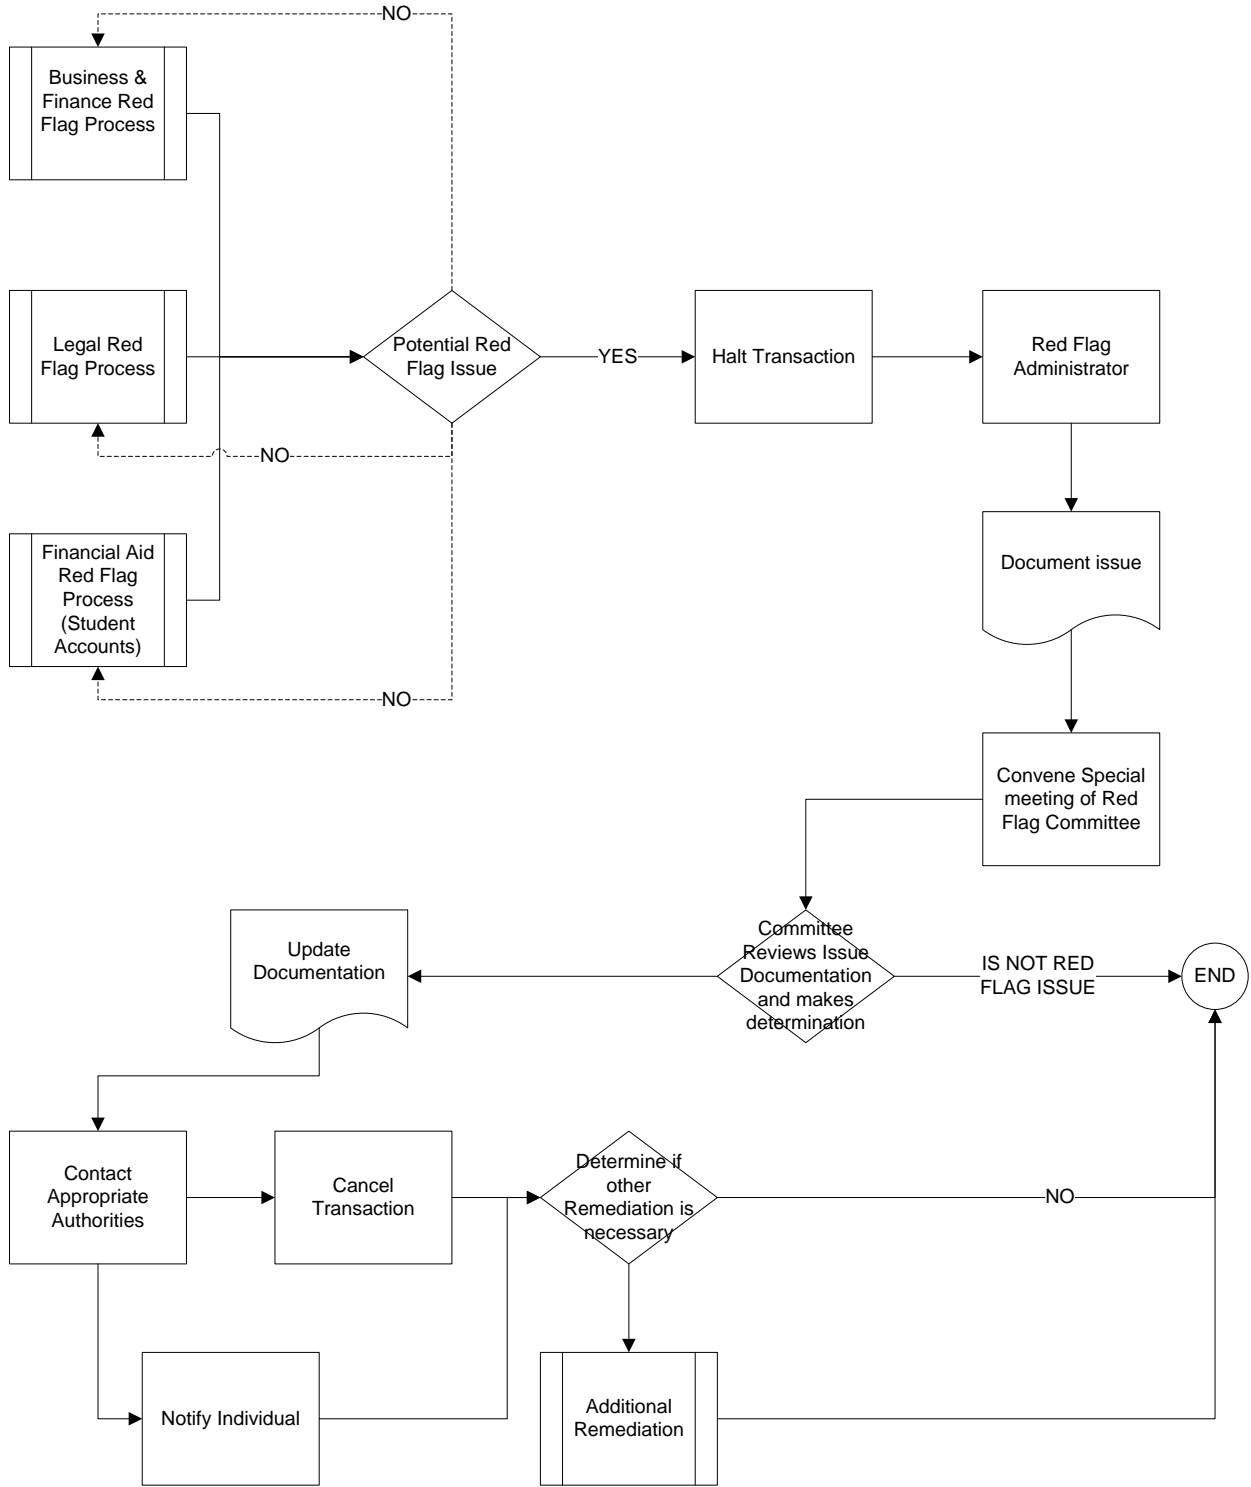 NO
Business &
Finance Red
Flag Process
Legal Red
Flag Process
Potential Red
Flag Issue
YES
Halt Transaction
Red Flag
Administrator
NO
Financial Aid
Red Flag
Process
(Student
Accounts)
Document issue
NO
Convene Special
meeting of Red
Flag Committee
Update
Documentation
Committee
Reviews Issue
Documentation
and makes
determination
IS NOT RED
FLAG ISSUE
END
Contact
Appropriate
Authorities
Cancel
Transaction
Determine if
other
Remediation is
necessary
NO
Notify Individual
Additional
Remediation